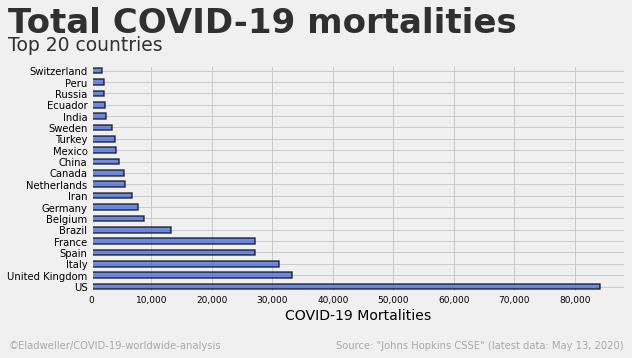 Total COVID-19 mortalities
Top 20 countries
Switzerland
Peru
Russia
Ecuador
India
Sweden
Turkey
Mexico
China
Canada
Netherlands
Iran
Germany
Belgium
Brazil
France
Spain
Italy
United Kingdom
US
0 10,000 20,000 30,000 40,000 50,000 60,000 70,000 80,000
COVID-19 Mortalities
©Eladweller/COVID-19-worldwide-analysis Source: "Johns Hopkins CSSE" (latest data: May 13, 2020)